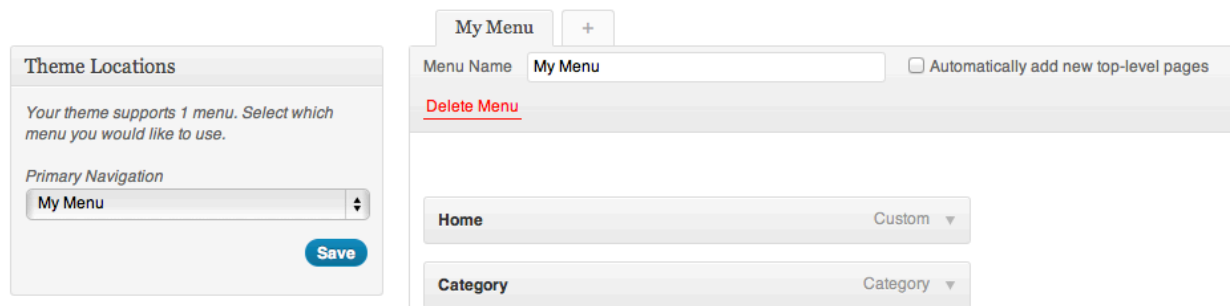 My Menu +
Theme Locations
Your theme supports 1 menu. Select which
menu you would like to use.
Primary Navigation
My Menu
Save
Menu Name My Menu Automatically add new top-level pages
Delete Menu
Home Custom
Category Category